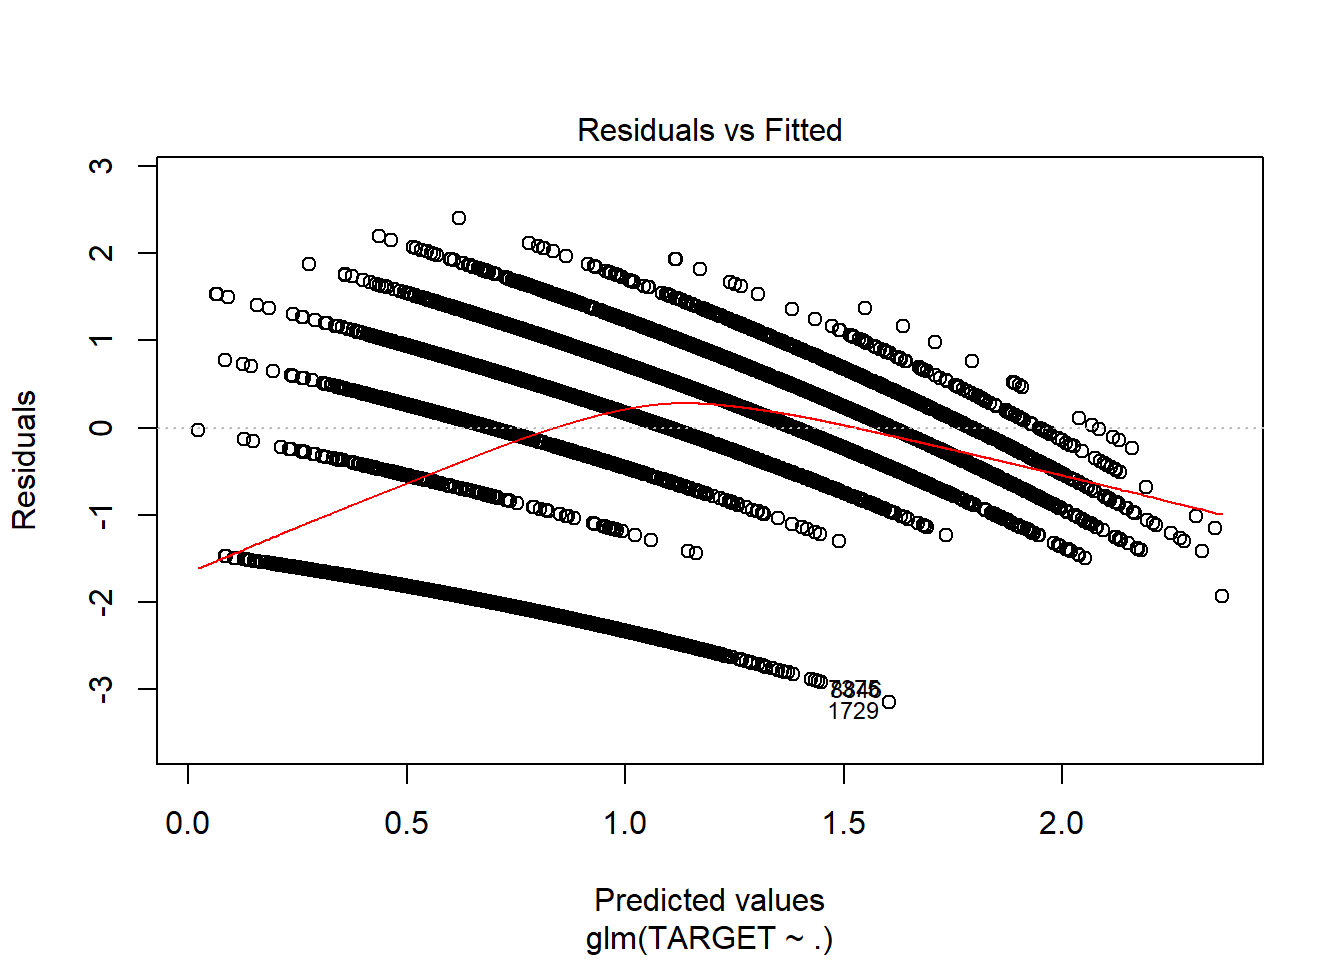 Residuals vs Fitted
Residuals
3
2
1
0
-1
-2
-3
1729
0.0 0.5 1.0 1.5 2.0
Predicted values
glm(TARGET ~ .)